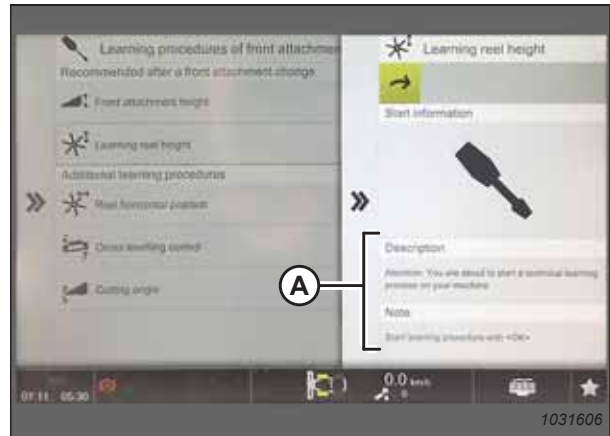 Learning procedures of front attachmen
Recommended after a front attachment change
Front attachment height
Learning reel height
Additional learning procedures
Reel horizontal position
Cross levelling control
Cutting angle
Learning reel height
Start information
Description
Attention: You are about to start a technical learning
process on your machine
Note
Start learning procedure with <OK>
A
07:11 05:30
0.0 km/h
0
1031606